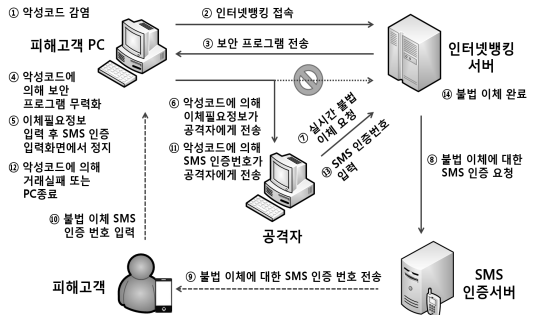 ① 악성코드 감염
② 인터넷뱅킹 접속
피해고객 PC
③ 보안 프로그램 전송
인터넷뱅킹
서버
④ 악성코드에
의해 보안
프로그램 무력화
⑤ 이체필요정보
입력 후 SMS 인증
입력화면에서 정지
⑫ 악성코드에 의해
거래실패 또는
PC종료
⑥ 악성코드에 의해
이체필요정보가
공격자에게 전송
⑪ 악성코드에 의해
SMS 인증번호가
공격자에게 전송
⑦ 실시간 불법
이체 요청
⑬ SMS 인증번호
입력
⑭ 불법 이체 완료
⑧ 불법 이체에 대한
SMS 인증 요청
공격자
⑩ 불법 이체 SMS
인증 번호 입력
피해고객
⑨ 불법 이체에 대한 SMS 인증 번호 전송
SMS
인증서버